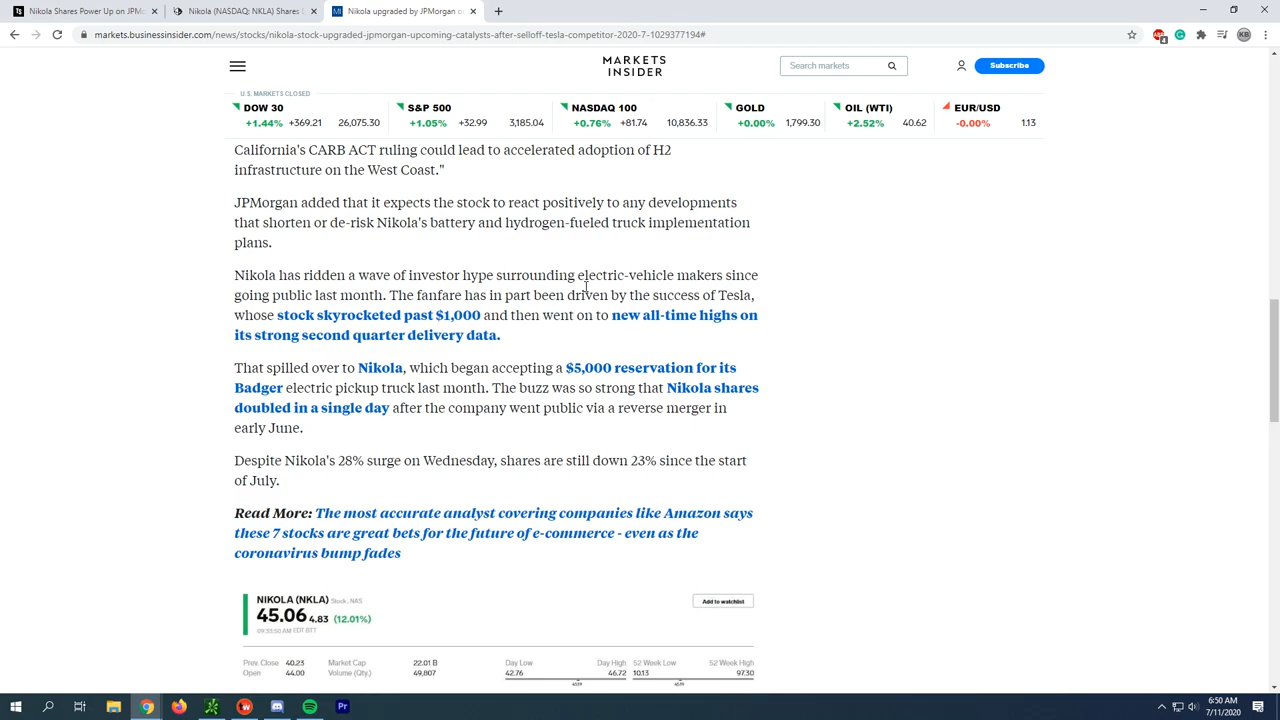 Nikola Shares Power Up on JPMo
Nikola (NASDAQ: NKLA) Shares
Nikola upgraded by JPMorgan o
markets.businessinsider.com/news/stocks/nikola-stock-upgraded-jpmorgan-upcoming-catalysts-after-selloff-tesla-competitor-2020-7-1029377194#
MARKETS
INSIDER
Search markets
Subscribe
U.S. MARKETS CLOSED
DOW 30 S&P 500 NASDAQ 100 GOLD OIL (WTI) EUR/USD
+1.44% +369.21 26,075.30 +1.05% +32.99 3,185.04 +0.76% +81.74 10,836.33 +0.00% 1,799.30 +2.52% 40.62 -0.00% 1.13
California's CARB ACT ruling could lead to accelerated adoption of H2
infrastructure on the West Coast."
JPMorgan added that it expects the stock to react positively to any developments
that shorten or de-risk Nikola's battery and hydrogen-fueled truck implementation
plans.
Nikola has ridden a wave of investor hype surrounding electric-vehicle makers since
going public last month. The fanfare has in part been driven by the success of Tesla,
whose stock skyrocketed past $1,000 and then went on to new all-time highs on
its strong second quarter delivery data.
That spilled over to Nikola, which began accepting a $5,000 reservation for its
Badger electric pickup truck last month. The buzz was so strong that Nikola shares
doubled in a single day after the company went public via a reverse merger in
early June.
Despite Nikola's 28% surge on Wednesday, shares are still down 23% since the start
of July.
Read More: The most accurate analyst covering companies like Amazon says
these 7 stocks are great bets for the future of e-commerce - even as the
coronavirus bump fades
NIKOLA (NKLA) Stock, NAS
Add to watchlist
45.06 4.83 (12.01%)
09:33:50 AM EDT BTT
Prev. Close 40.23 Market Cap 22.01 B Day Low Day High 52 Week Low 52 Week High
Open 44.00 Volume (Qty.) 49,807 42.76 46.72 10.13 97.30
6:50 AM
7/11/2020